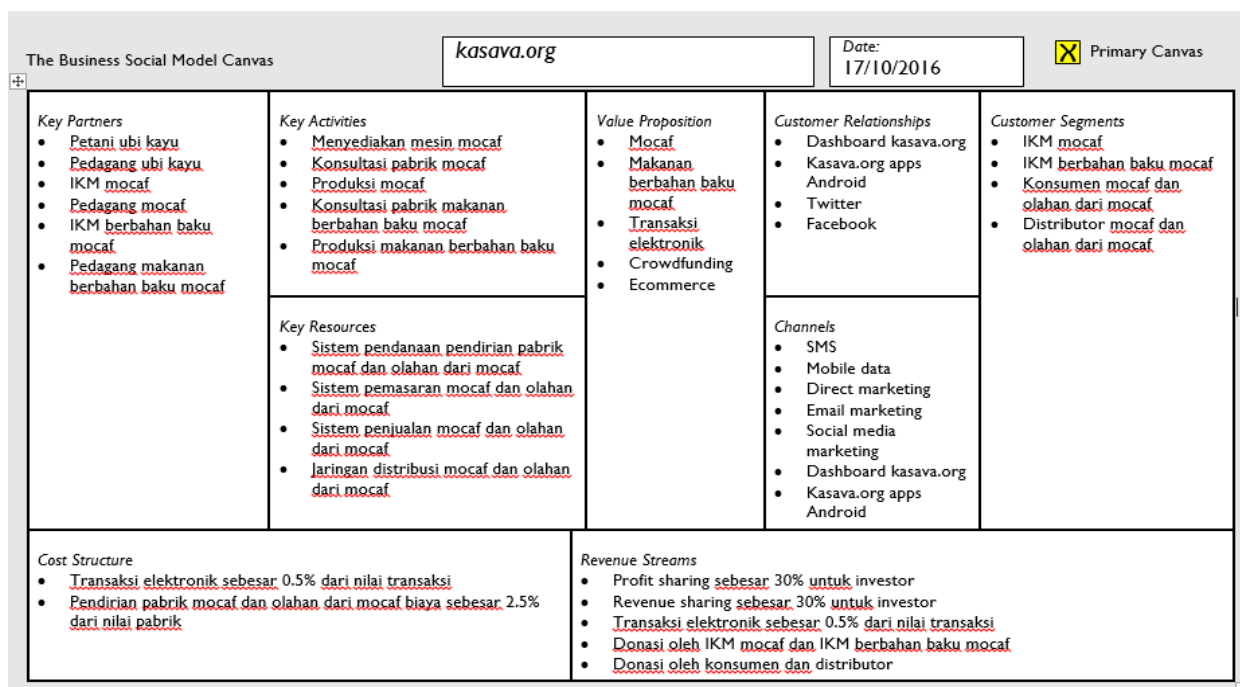 The Business Social Model Canvas
kasava.org
Date:
17/10/2016
X Primary Canvas
Key Partners
• Petani ubi kayu
• Pedagang ubi kayu
• IKM mocaf
• Pedagang mocaf
• IKM berbahan baku
mocaf
• Pedagang makanan
berbahan baku mocaf
Key Activities
• Menyediakan mesin mocaf
• Konsultasi pabrik mocaf
• Produksi mocaf
• Konsultasi pabrik makanan
berbahan baku mocaf
• Produksi makanan berbahan baku
mocaf
Key Resources
• Sistem pendanaan pendirian pabrik
mocaf dan olahan dari mocaf
• Sistem pemasaran mocaf dan olahan
dari mocaf
• Sistem penjualan mocaf dan olahan
dari mocaf
• Jaringan distribusi mocaf dan olahan
dari mocaf
Value Proposition
• Mocaf
• Makanan
berbahan baku
mocaf
• Transaksi
elektronik
• Crowdfunding
• Ecommerce
Customer Relationships
• Dashboard kasava.org
• Kasava.org apps
Android
• Twitter
• Facebook
Channels
• SMS
• Mobile data
• Direct marketing
• Email marketing
• Social media
marketing
• Dashboard kasava.org
• Kasava.org apps
Android
Customer Segments
• IKM mocaf
• IKM berbahan baku mocaf
• Konsumen mocaf dan
olahan dari mocaf
• Distributor mocaf dan
olahan dari mocaf
Cost Structure
• Transaksi elektronik sebesar 0.5% dari nilai transaksi
• Pendirian pabrik mocaf dan olahan dari mocaf biaya sebesar 2.5%
dari nilai pabrik
Revenue Streams
• Profit sharing sebesar 30% untuk investor
• Revenue sharing sebesar 30% untuk investor
• Transaksi elektronik sebesar 0.5% dari nilai transaksi
• Donasi oleh IKM mocaf dan IKM berbahan baku mocaf
• Donasi oleh konsumen dan distributor